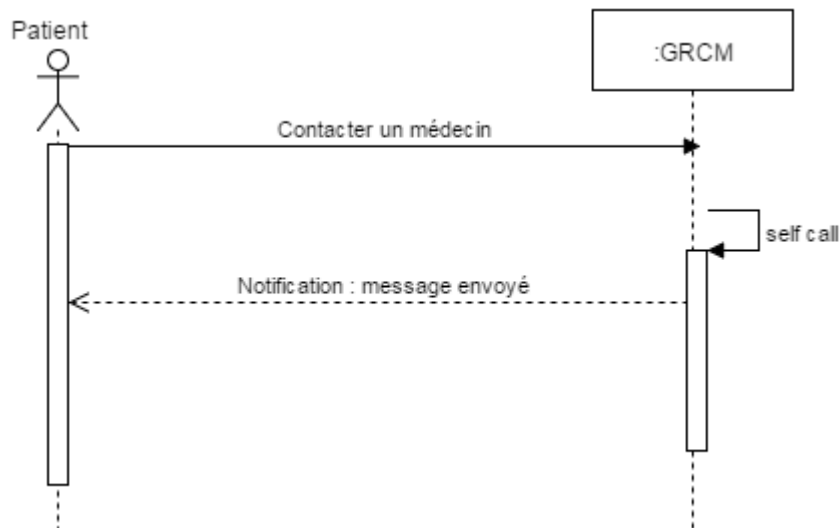 Patient
:GRCM
Contacter un médecin
self call
Notification : message envoyé